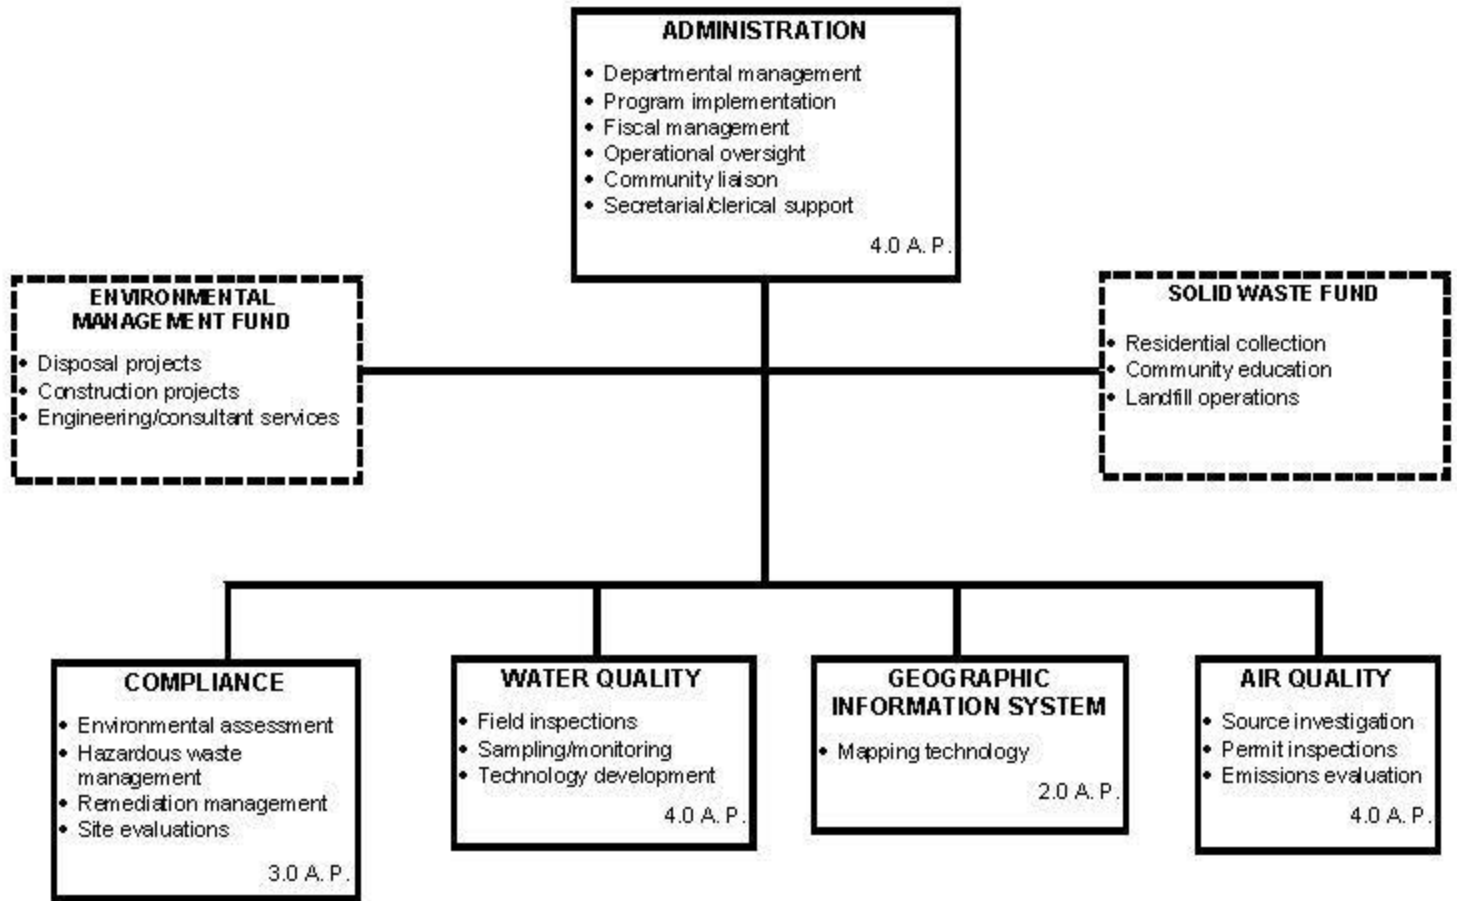 ADMINISTRATION
• Departmental management
• Program implementation
• Fiscal management
• Operational oversight
• Community liaison
• Secretarial/clerical support
4.0 A. P.
ENVIRONMENTAL
MANAGEMENT FUND
• Disposal projects
• Construction projects
• Engineering/consultant services
SOLID WASTE FUND
• Residential collection
• Community education
• Landfill operations
COMPLIANCE
• Environmental assessment
• Hazardous waste
management
• Remediation management
• Site evaluations
3.0 A. P.
WATER QUALITY
• Field inspections
• Sampling/monitoring
• Technology development
4.0 A. P.
GEOGRAPHIC
INFORMATION SYSTEM
• Mapping technology
2.0 A. P.
AIR QUALITY
• Source investigation
• Permit inspections
• Emissions evaluation
4.0 A. P.